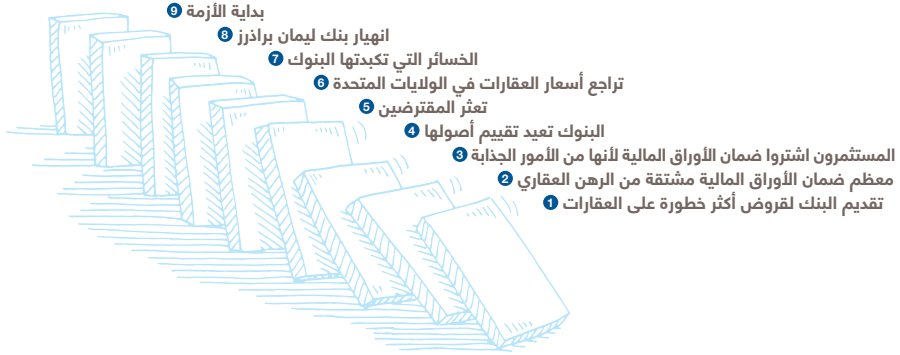 9 بداية الأزمة
8 انهيار بنك ليمان براذرز
7 الخسائر التي تكبدتها البنوك
6 تراجع أسعار العقارات في الولايات المتحدة
5 تعثر المقترضين
4 البنوك تعيد تقييم أصولها
3 المستثمرون اشتروا ضمان الأوراق المالية لأنها من الأمور الجذابة
2 معظم ضمان الأوراق المالية مشتقة من الرهن العقاري
1 تقديم البنك لقروض أكثر خطورة على العقارات